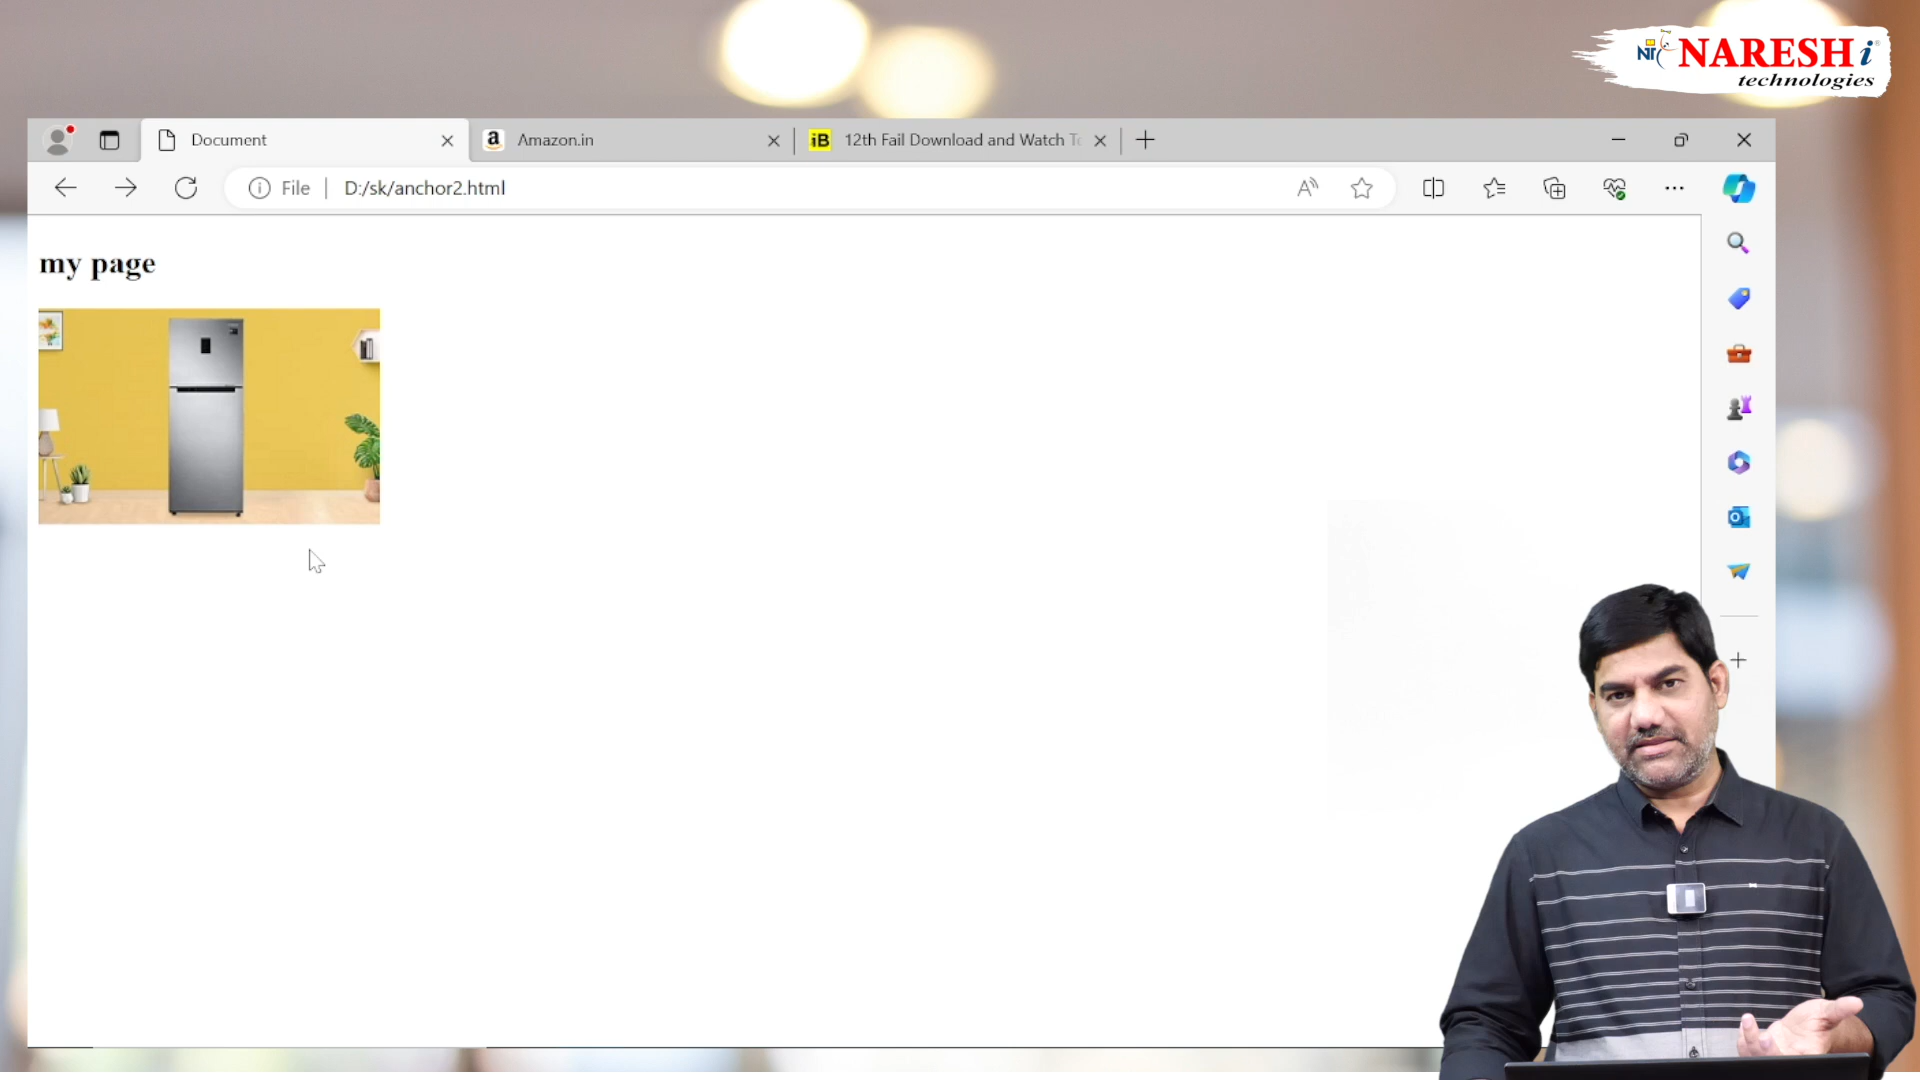 NARESH i
technologies
Document
Amazon.in
12th Fail Download and Watch
File
D:/sk/anchor2.html
my page